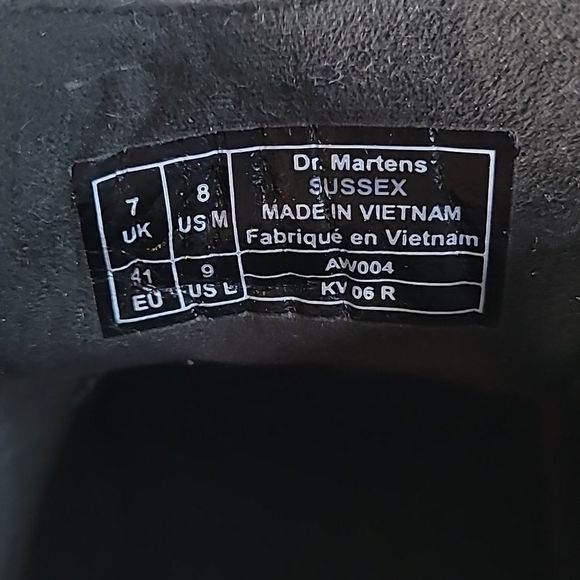 7
UK
8
US M
41
EU
9
US L
Dr. Martens
SUSSEX
MADE IN VIETNAM
Fabriqué en Vietnam
AW004
KV 06 R